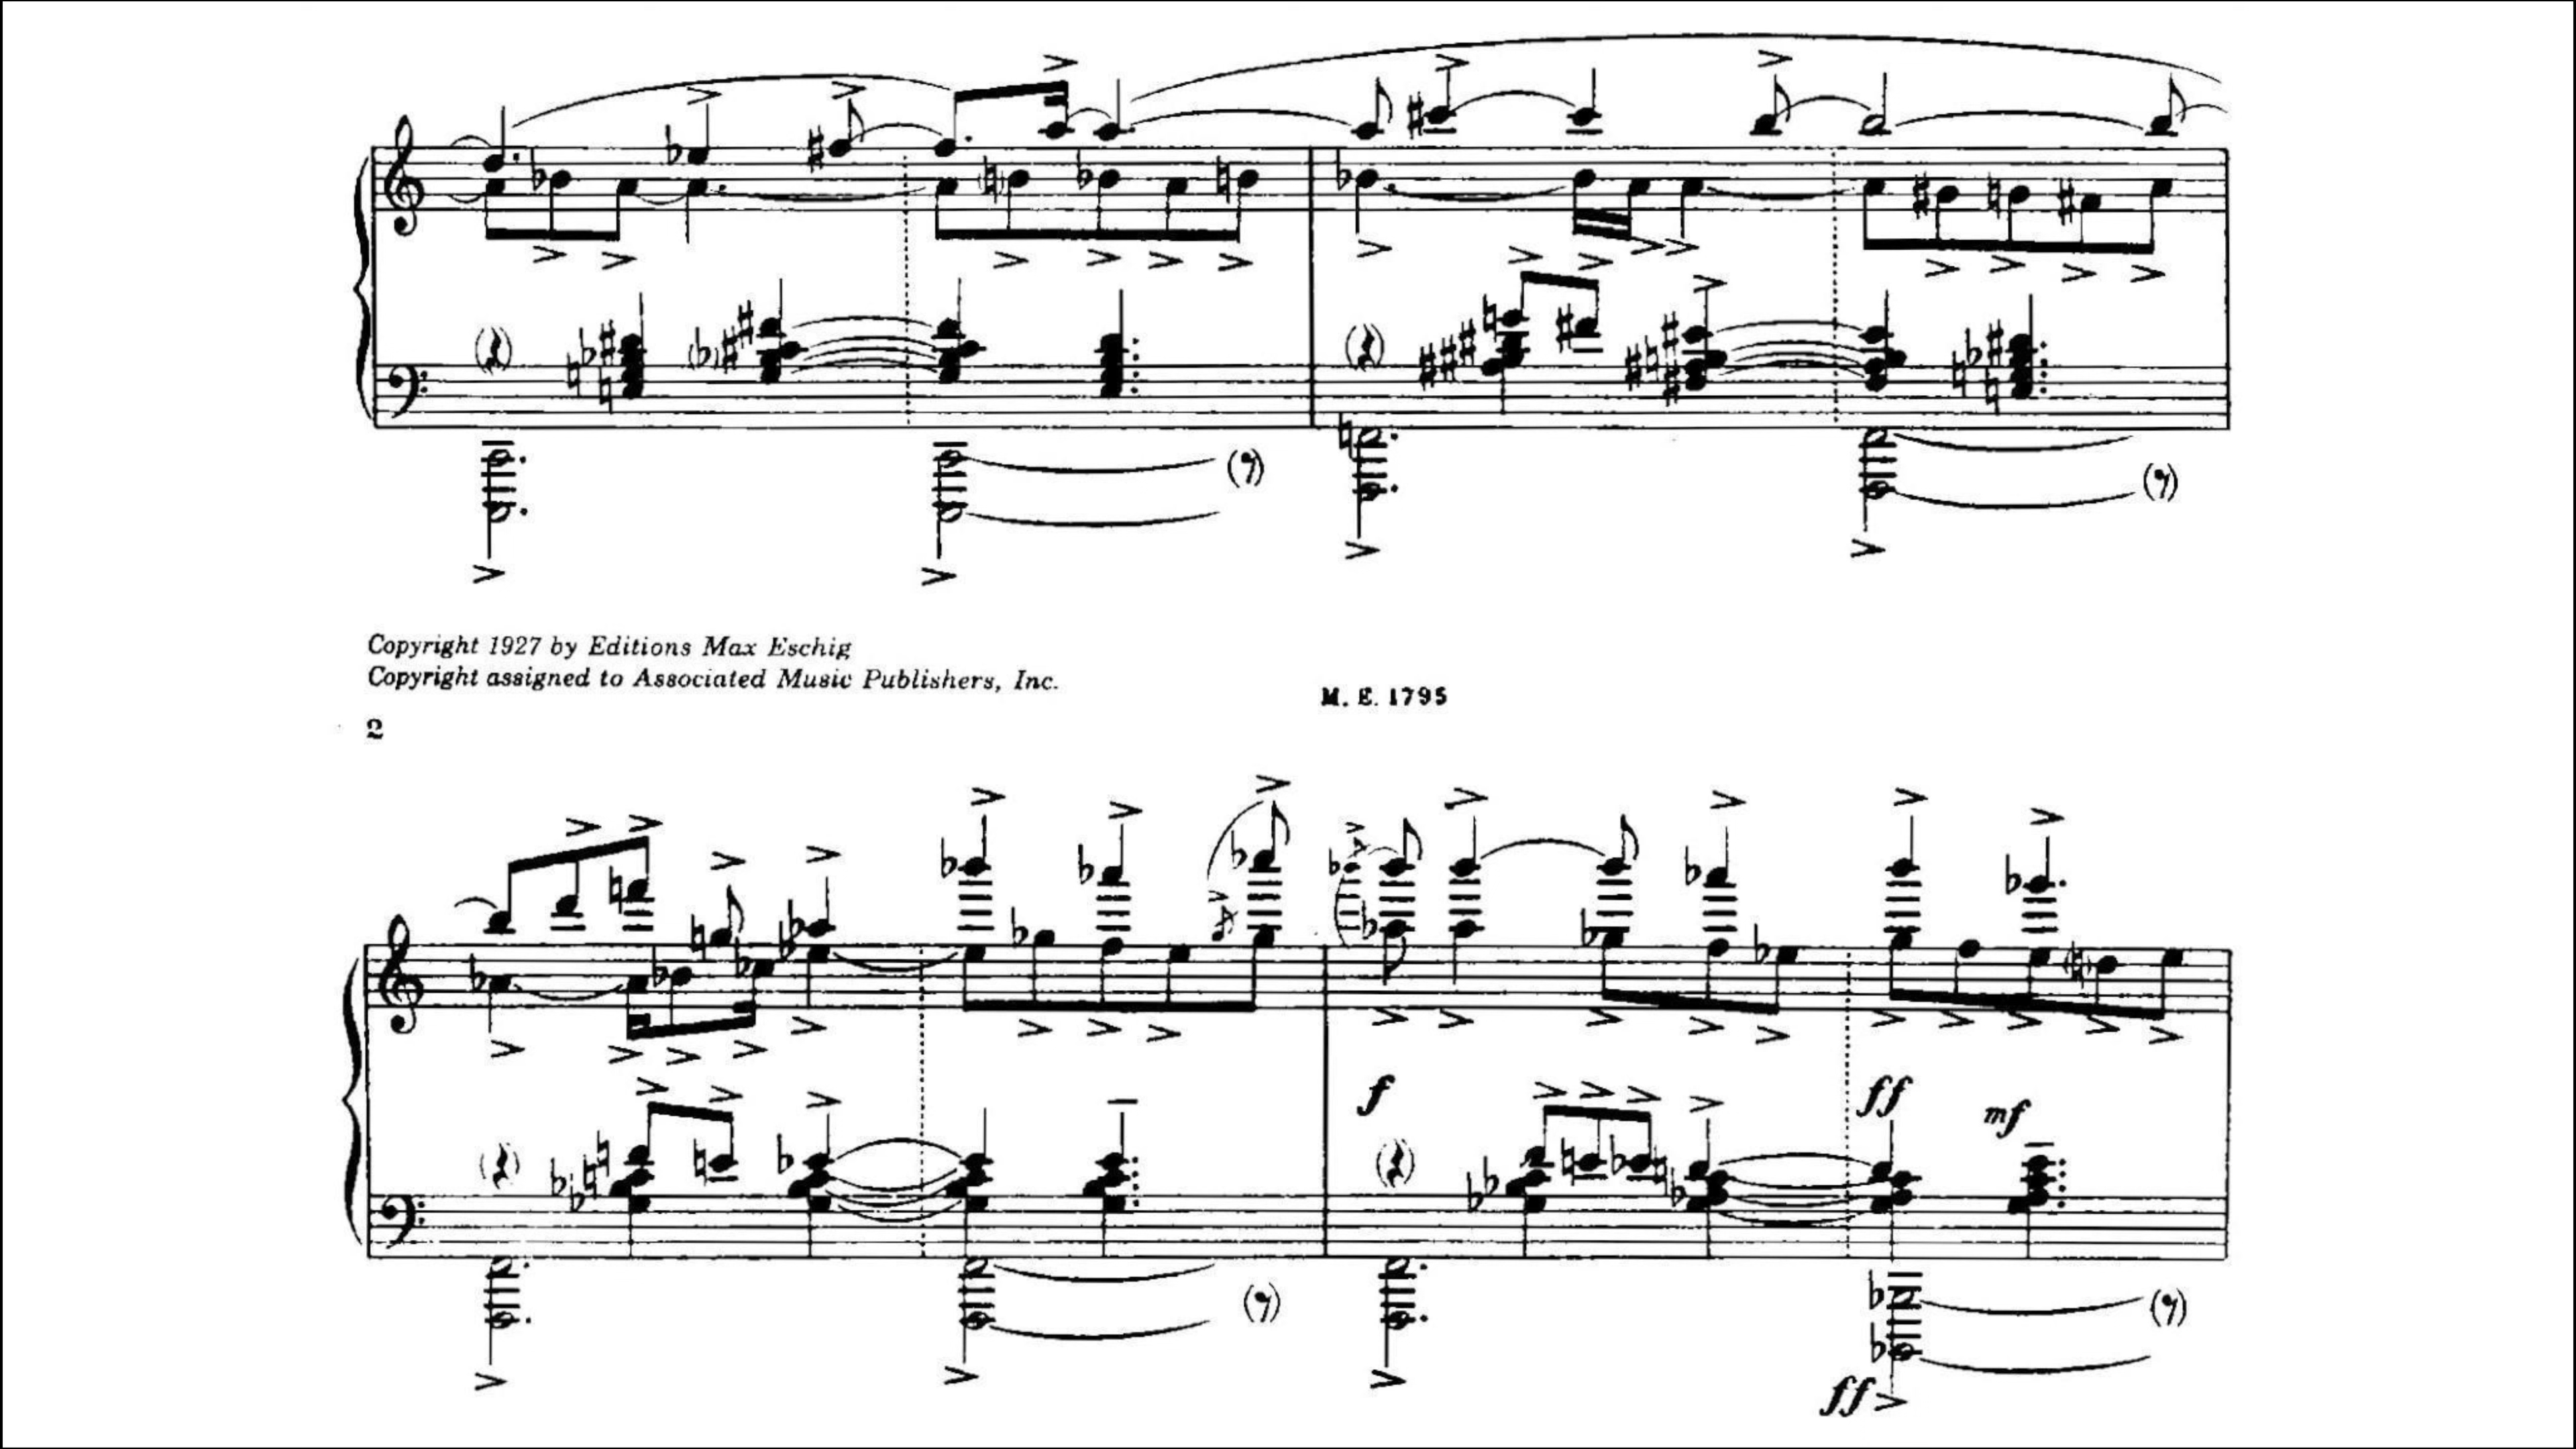 Copyright 1927 by Editions Max Eschig
Copyright assigned to Associated Music Publishers, Inc.
M. E. 1795
2
f
ff
mf
ff